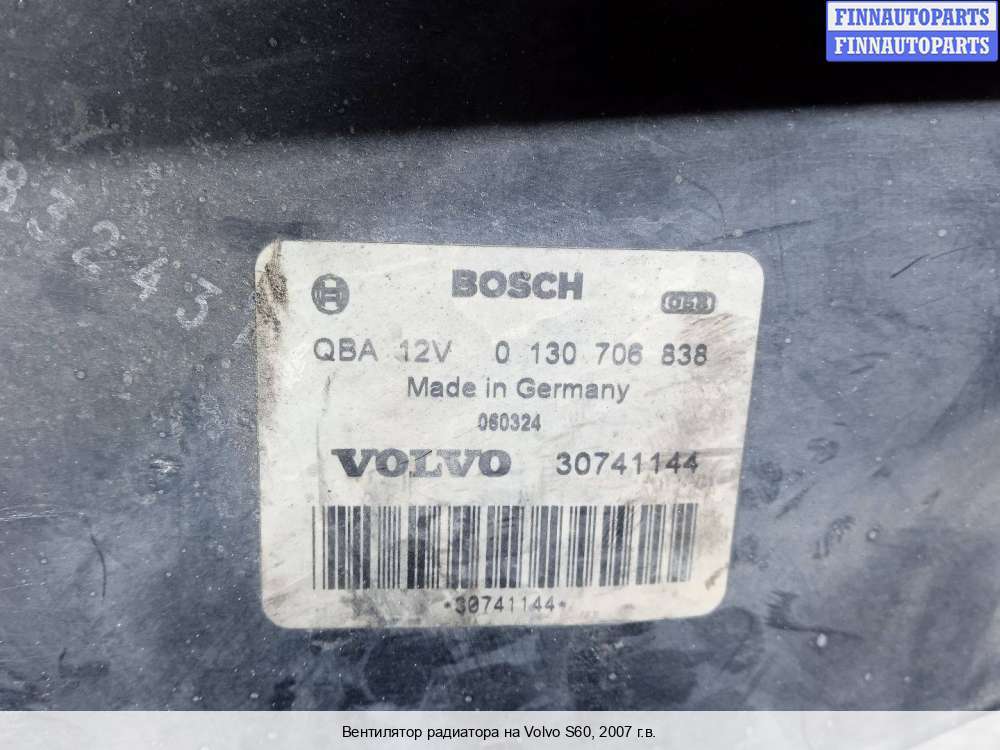 FINNAUTOPARTS
FINNAUTOPARTS
BOSCH
QBA 12V 0 130 706 838
Made in Germany
060324
VOLVO 30741144
*30741144*
Вентилятор радиатора на Volvo S60, 2007 г.в.